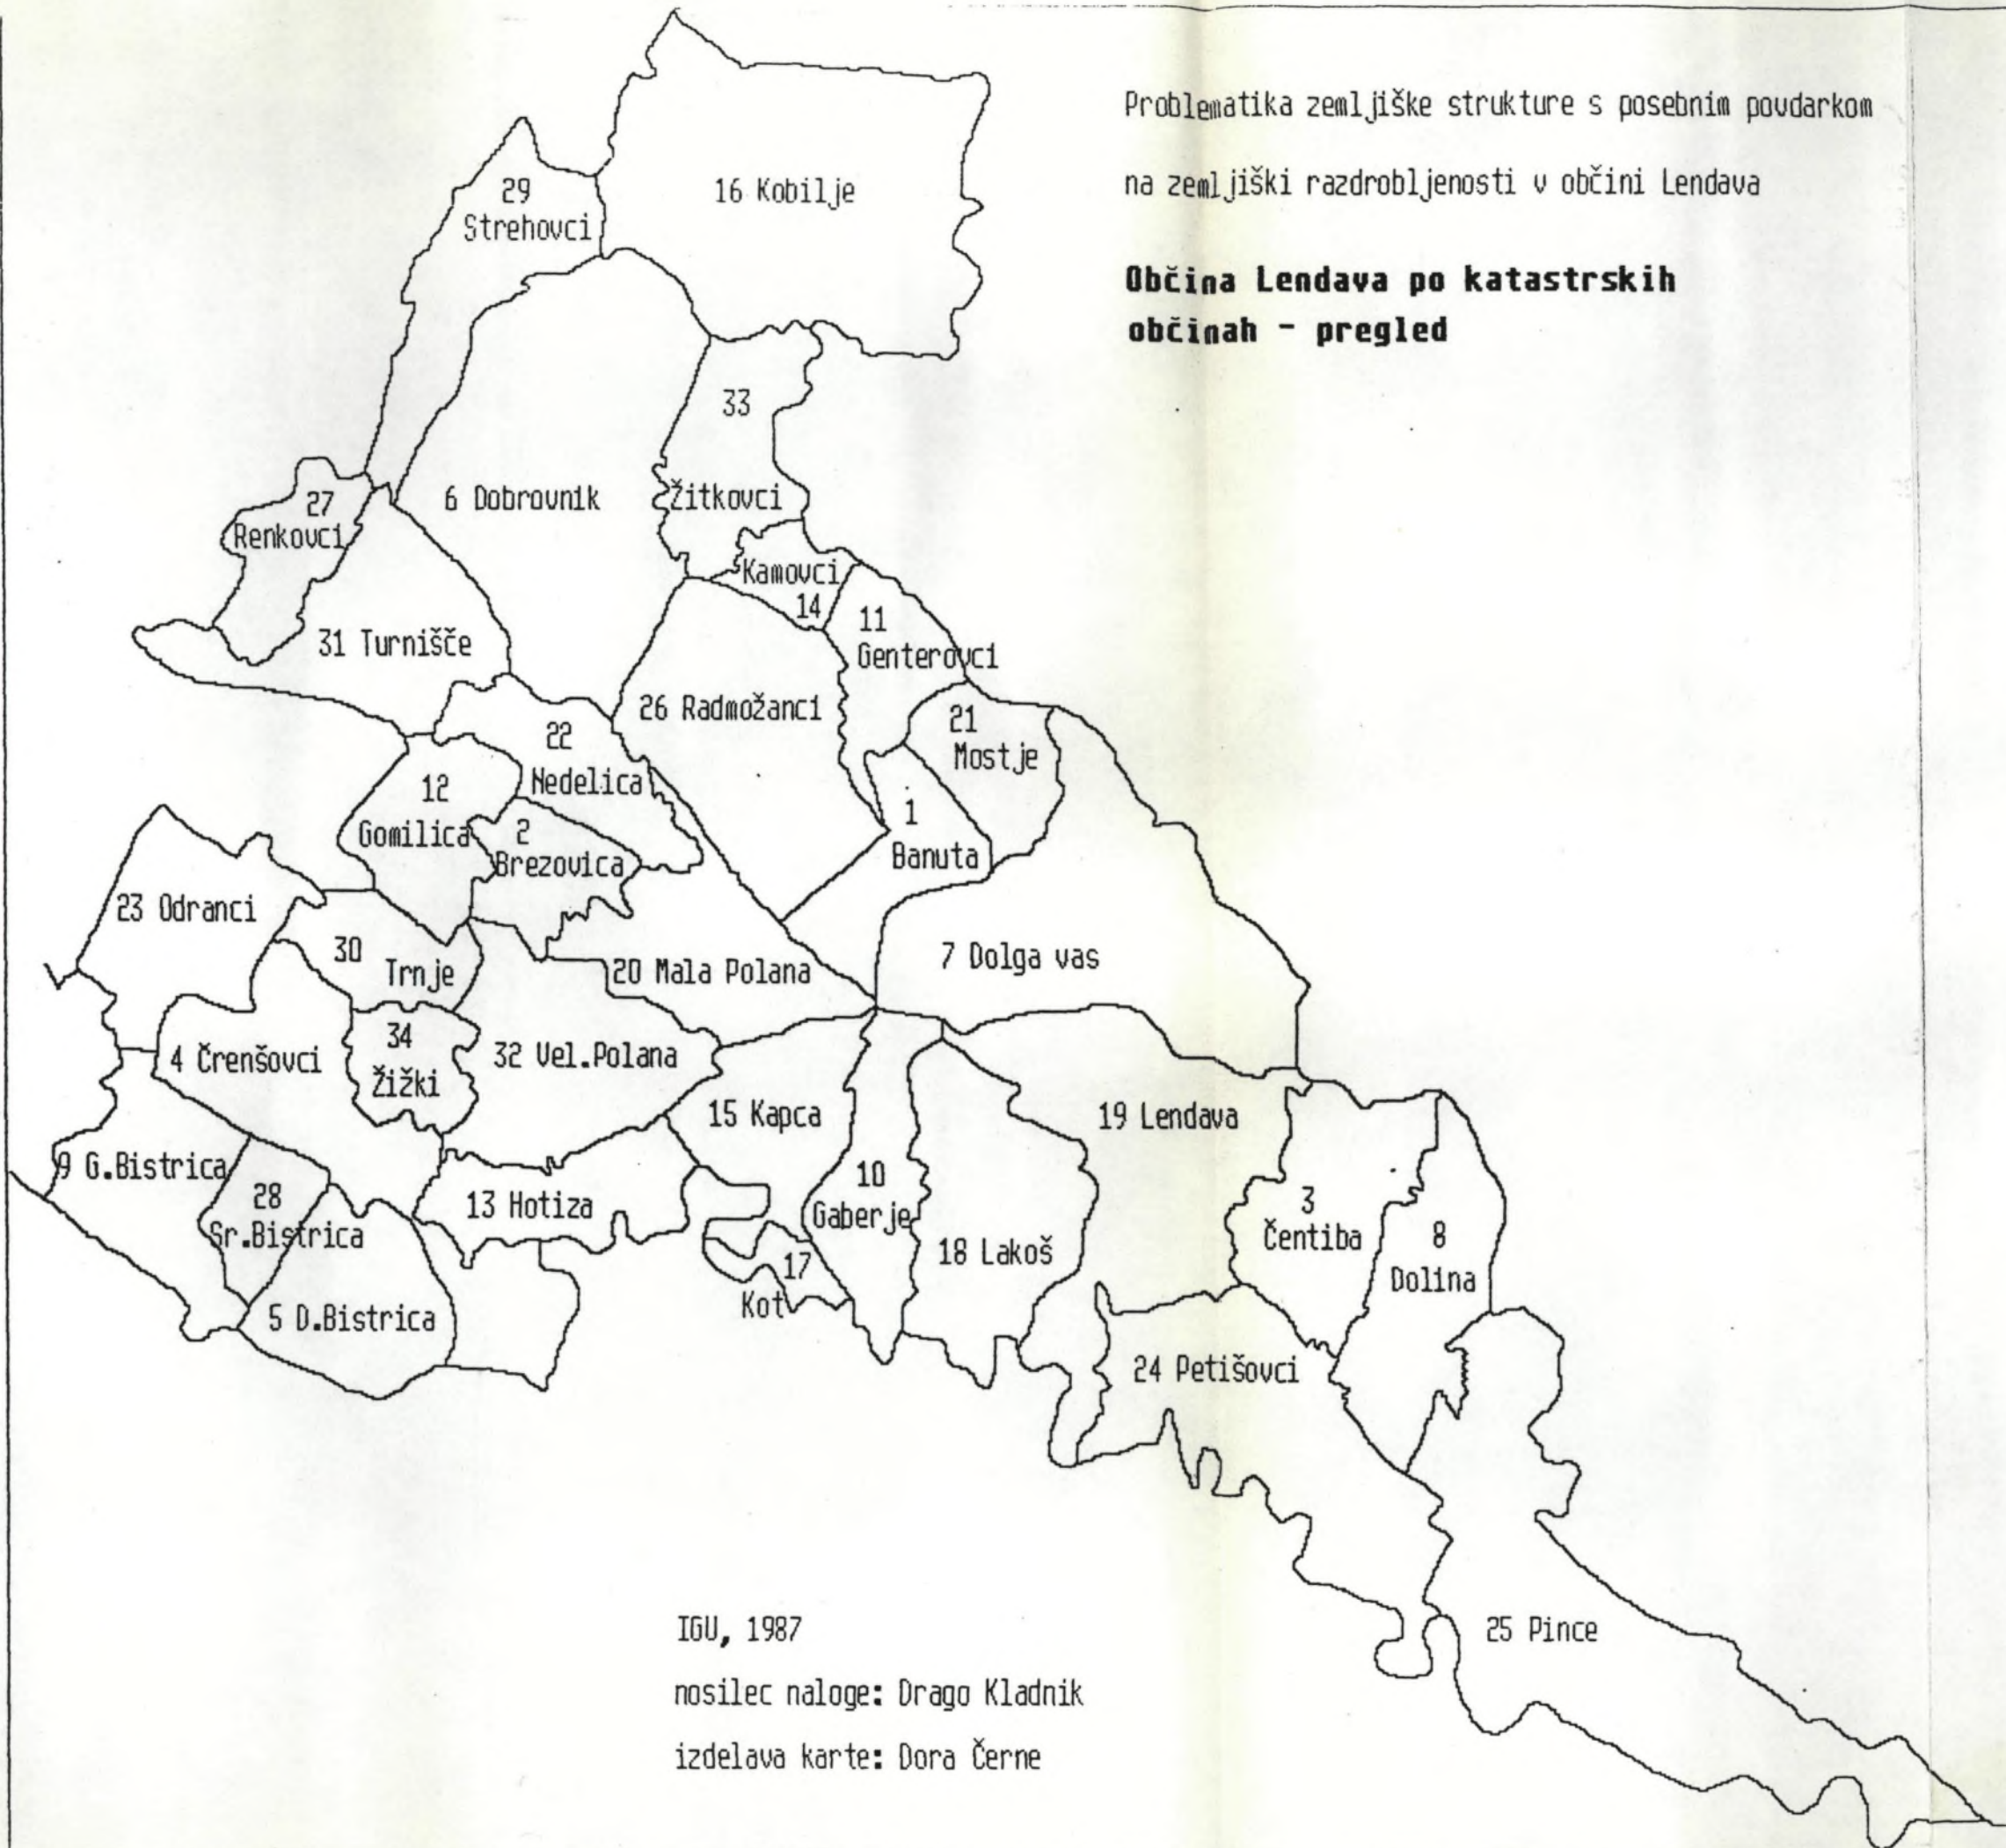 Problematika zemljiške strukture s posebnim povdarkom
na zemljiški razdrobljenosti v občini Lendava
Občina Lendava po katastrskih
občinah - pregled
16 Kobilje
29
Strehovci
33
Žitkovci
6 Dobrovnik
27
Renkovci
Kamovci
14
11
Genterovci
31 Turnišče
26 Radmožanci
21
Mostje
22
Nedelica
12
Gomilica
1
Banuta
2
Brezovica
23 Odranci
30
Trnje
20 Mala Polana
7 Dolga vas
34
Žižki
4 Črenšovci
32 Vel.Polana
15 Kapca
19 Lendava
9 G.Bistrica
28
Sr.Bistrica
13 Hotiza
10
Gaberje
3
Čentiba
8
Dolina
18 Lakoš
17
Kot
5 D.Bistrica
24 Petišovci
25 Pince
IGU, 1987
nosilec naloge: Drago Kladnik
izdelava karte: Dora Černe